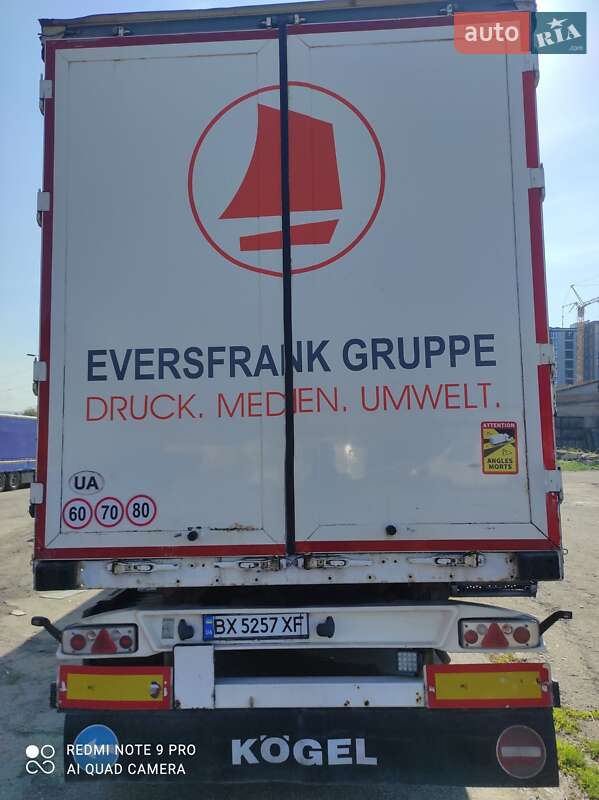 auto RIA
EVERSFRANK GRUPPE
DRUCK. MEDIEN. UMWELT.
ATTENTION
ANGLES
MORTS
UA
60 70 80
UA BX 5257 XF
KÖGEL
REDMI NOTE 9 PRO
AI QUAD CAMERA